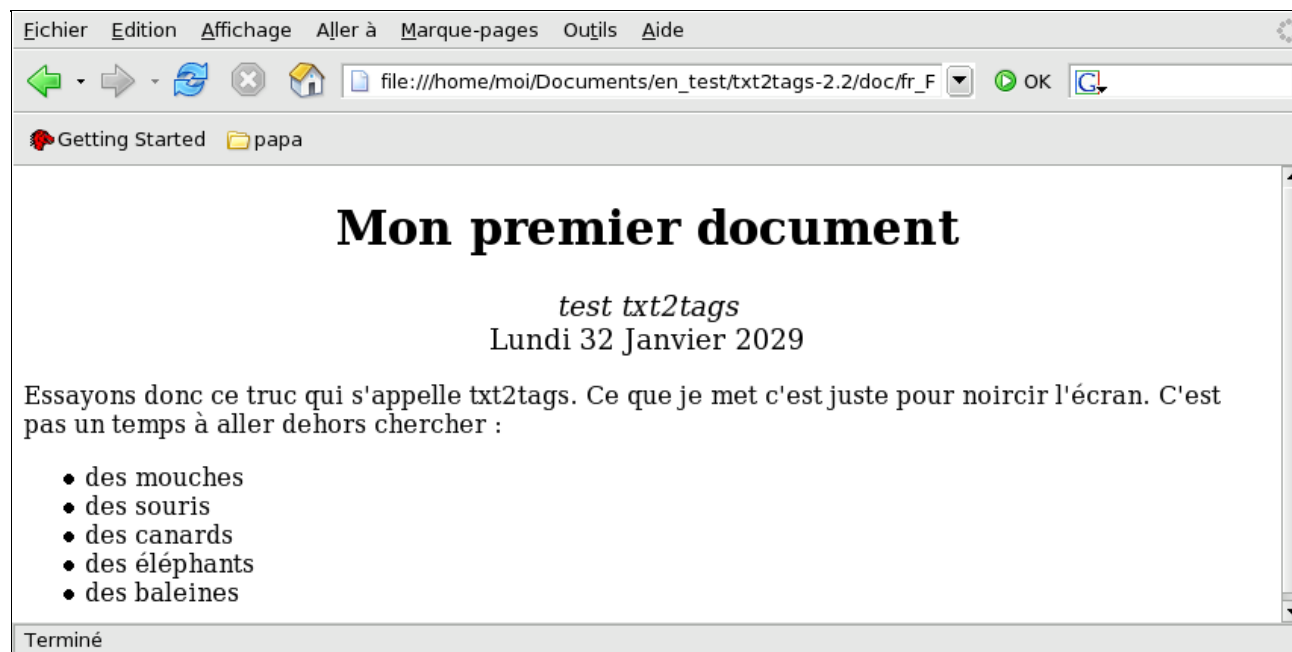 Fichier Edition Affichage Aller à Marque-pages Outils Aide
file:///home/moi/Documents/en_test/txt2tags-2.2/doc/fr_F OK G
Getting Started papa
Mon premier document
test txt2tags
Lundi 32 Janvier 2029
Essayons donc ce truc qui s'appelle txt2tags. Ce que je met c'est juste pour noircir l'écran. C'est
pas un temps à aller dehors chercher :
• des mouches
• des souris
• des canards
• des éléphants
• des baleines
Terminé